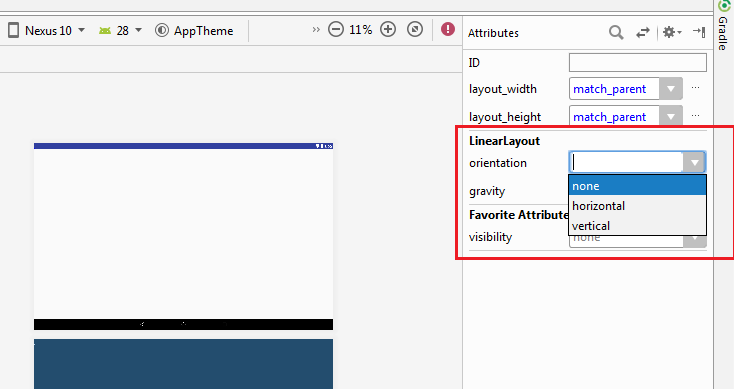 Nexus 10 28 AppTheme >> 11% Attributes
Gradle
ID
layout_width match_parent ...
layout_height match_parent ...
LinearLayout
orientation
none
gravity
horizontal
Favorite Attribute
vertical
visibility none